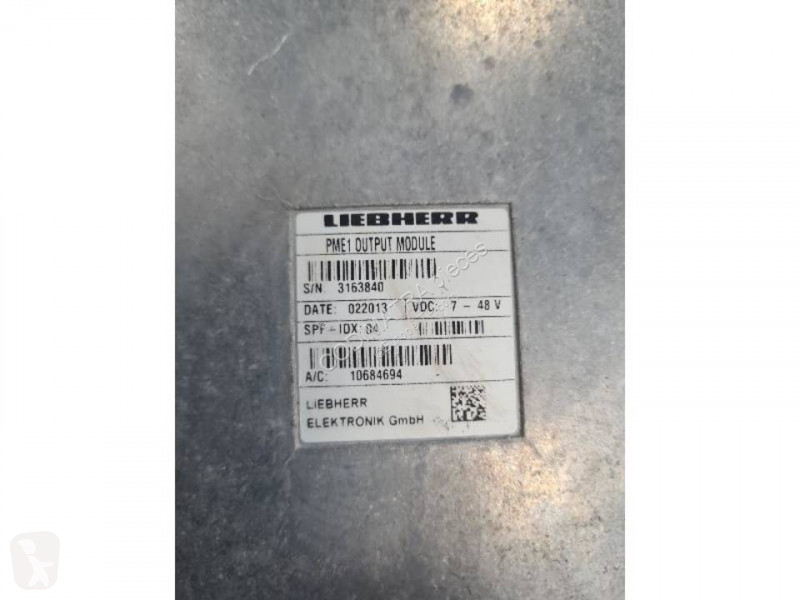 LIEBHERR
PME1 OUTPUT MODULE
S/N 3163840
DATE: 022013 VDC: 7 - 48 V
SPF - IDX: 04
A/C: 10684694
LIEBHERR
ELEKTRONIK GmbH